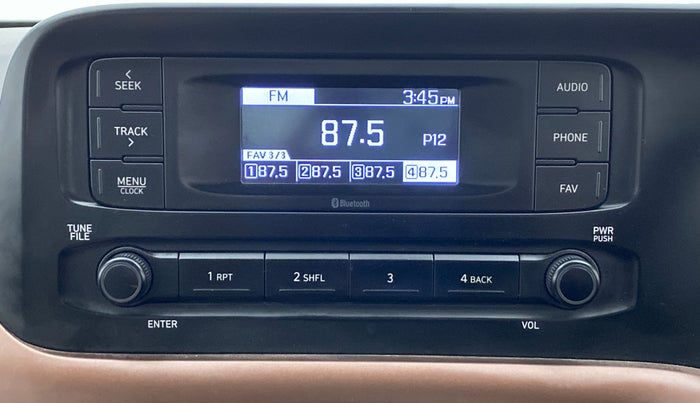 < SEEK
TRACK >
MENU
CLOCK
FM 3:45 PM
87.5 P12
FAV 3/3
1 87.5 2 87.5 3 87.5 4 87.5
Bluetooth
AUDIO
PHONE
FAV
TUNE
FILE
PWR
PUSH
1 RPT 2 SHFL 3 4 BACK
ENTER VOL